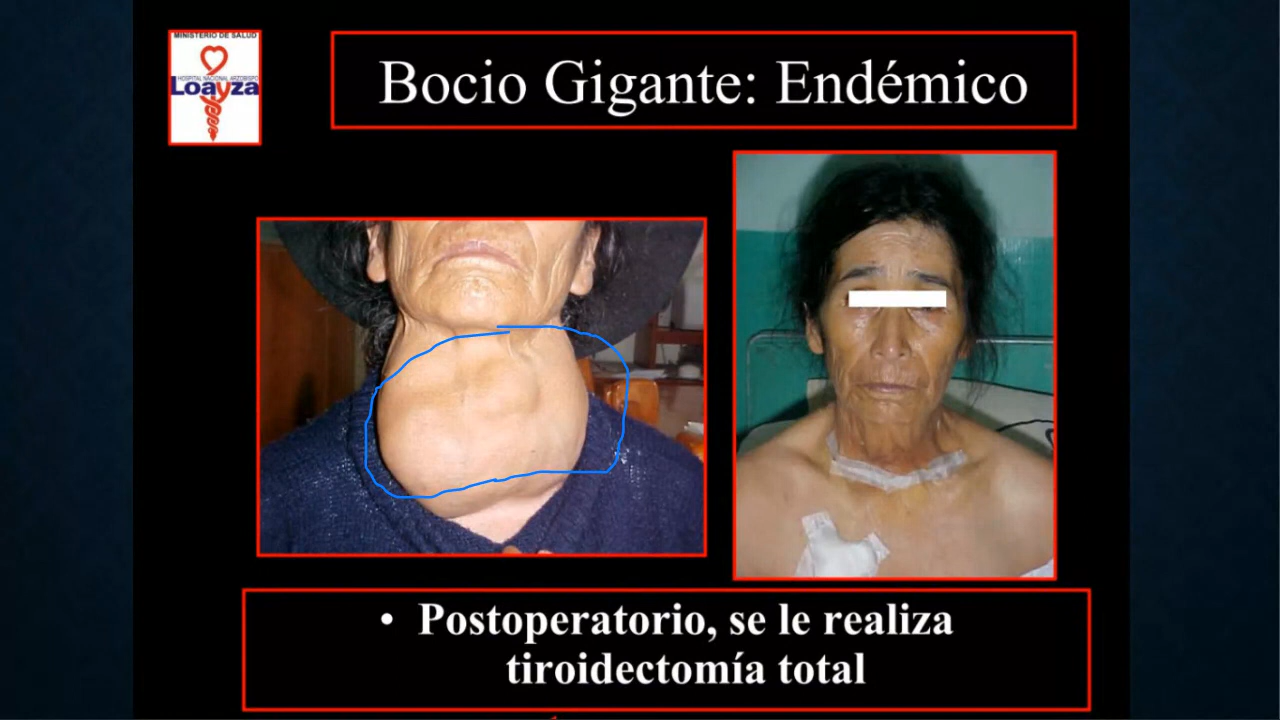 MINISTERIO DE SALUD
HOSPITAL NACIONAL ARZOBISPO
Loayza
Bocio Gigante: Endémico
• Postoperatorio, se le realiza
tiroidectomía total